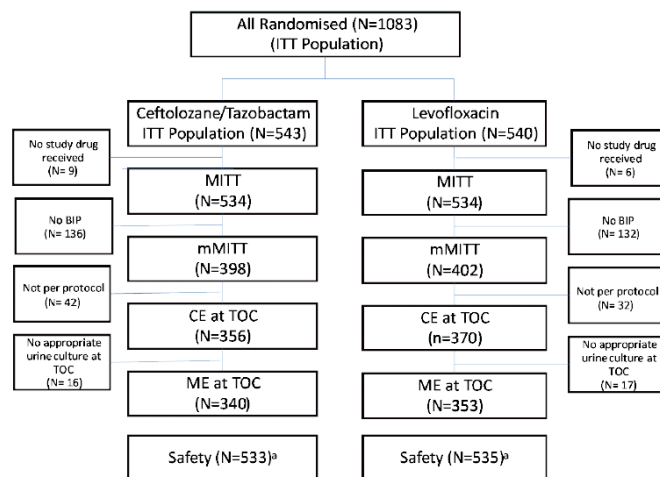 All Randomised (N=1083)
(ITT Population)
Ceftolozane/Tazobactam
ITT Population (N=543)
Levofloxacin
ITT Population (N=540)
No study drug
received
(N= 9)
No study drug
received
(N= 6)
MITT
(N=534)
MITT
(N=534)
No BIP
(N= 136)
No BIP
(N= 132)
mMITT
(N=398)
mMITT
(N=402)
Not per protocol
(N= 42)
Not per protocol
(N= 32)
CE at TOC
(N=356)
CE at TOC
(n=370)
No appropriate
urine culture at
TOC
(N= 16)
No appropriate
urine culture at
TOC
(N= 17)
ME at TOC
(N=340)
ME at TOC
(N=353)
Safety (N=533)ª
Safety (N=535)ª